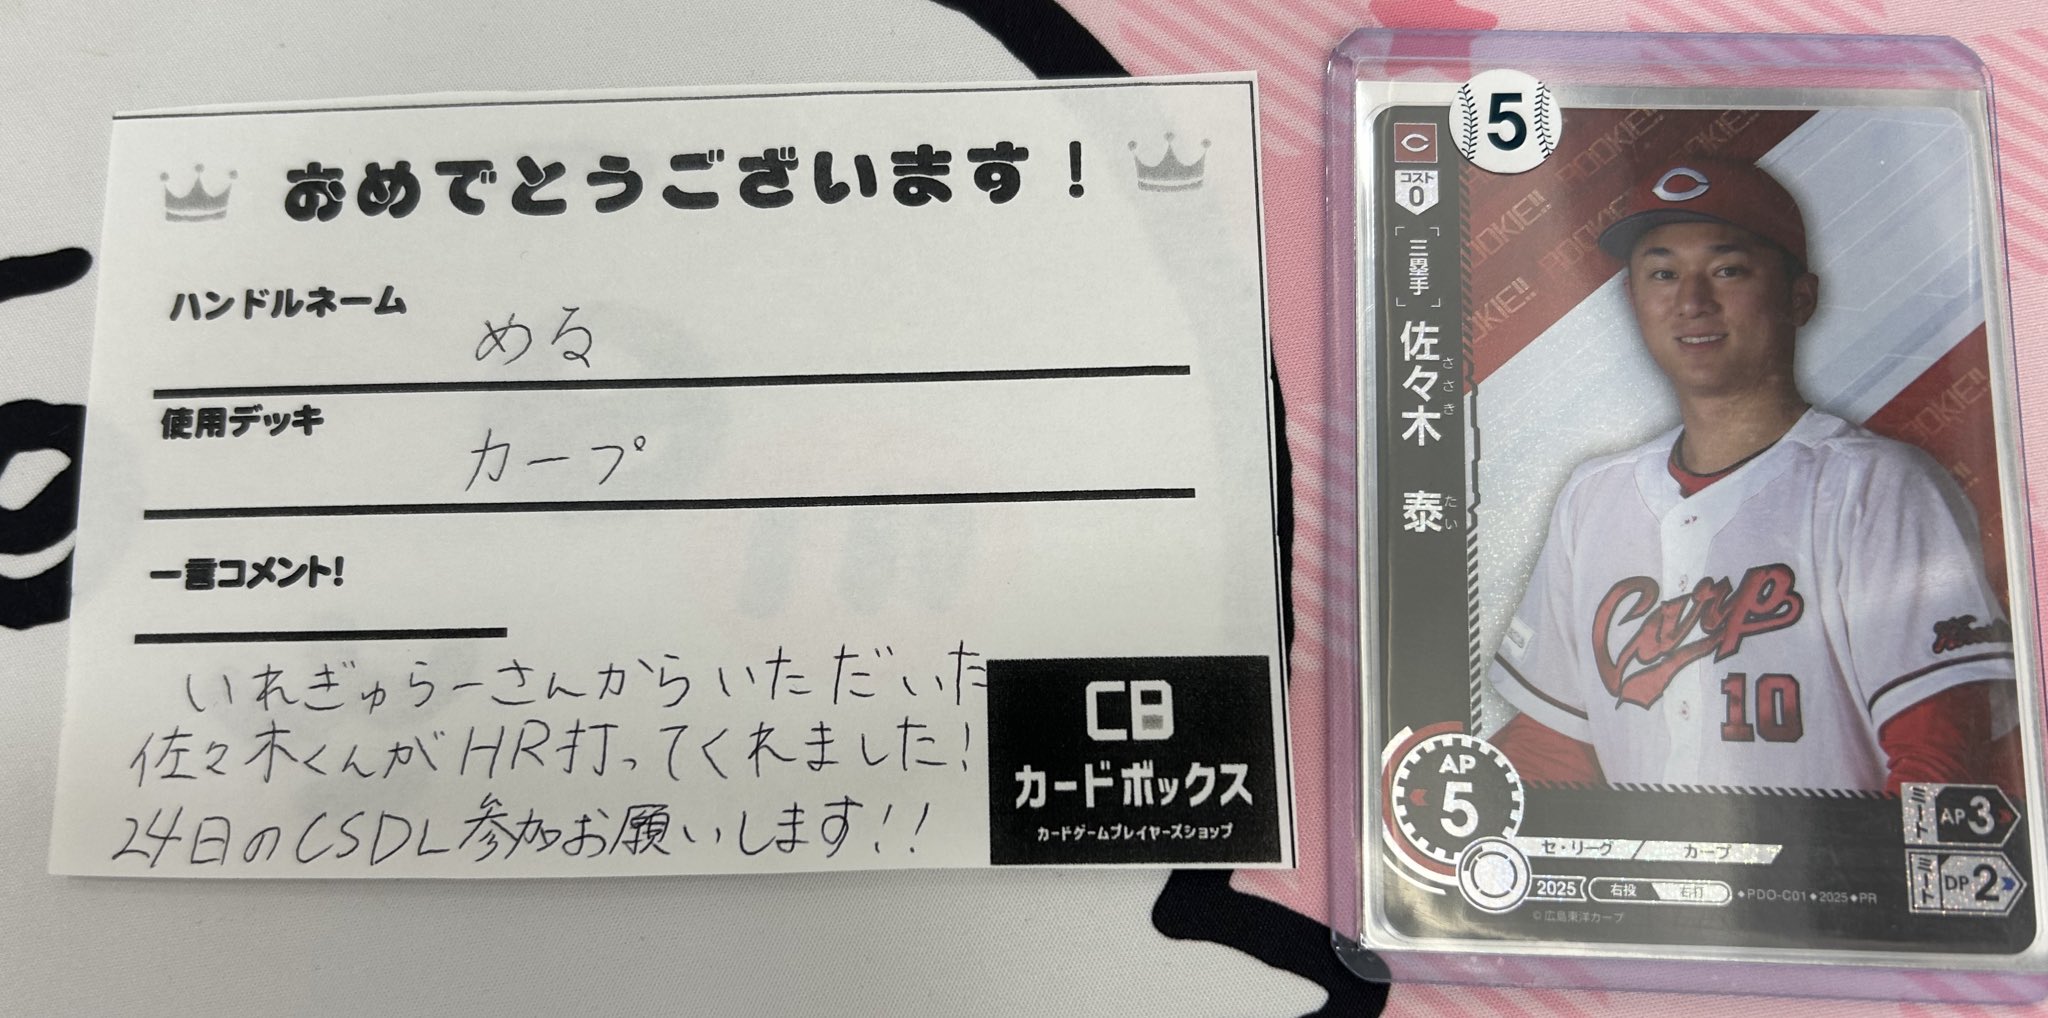 おめでとうございます！
ハンドルネーム
める
使用デッキ
カープ
一言コメント！
いれぎゅらーさんからいただいた
佐々木くんがHR打ってくれました！
24日のCSDL参加お願いします！！
CB
カードボックス
カードゲームプレイヤーズショップ
5
C
コスト
0
三塁手
佐々木 泰
ささき たい
ROOKIE!!
ROOKIE!!
ROOKIE!!
C
Carp
10
AP
5
ミート AP3
ミート DP2
セ・リーグ カープ
2025 右投 右打 ◆PDO-C01◆2025◆PR
©広島東洋カープ